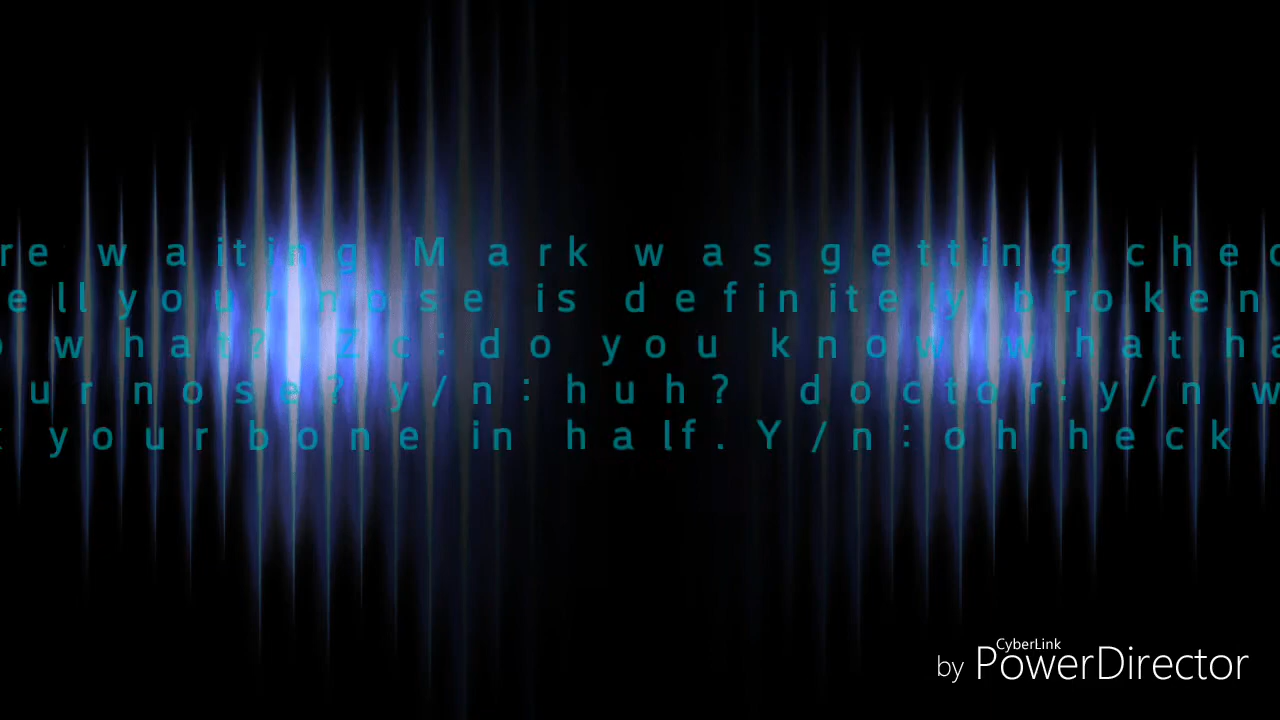 re waiting Mark was getting chec
ell your nose is definitely broken
o what? Zc:do you know what ha
ur nose? y/n:huh? doctor:y/n w
k your bone in half. Y/n:oh heck
by CyberLink PowerDirector